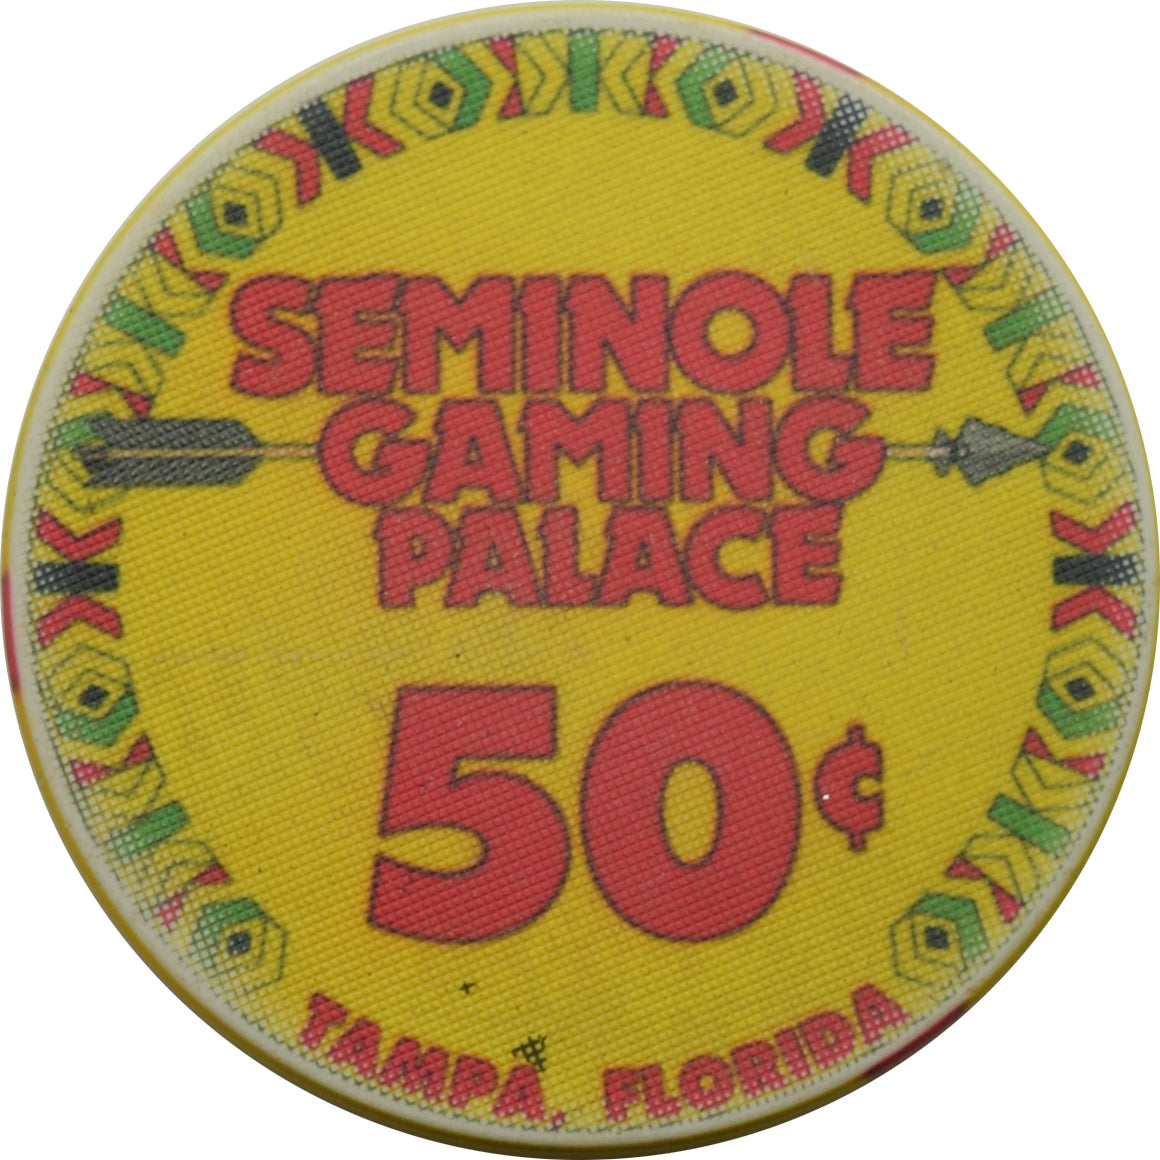 SEMINOLE
GAMING
PALACE
50¢
TAMPA, FLORIDA